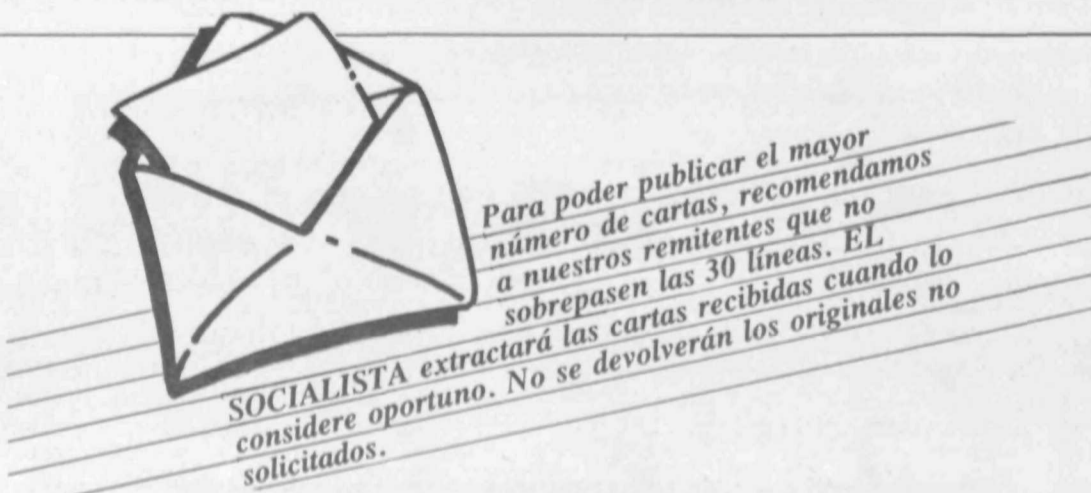 Para poder publicar el mayor
número de cartas, recomendamos
a nuestros remitentes que no
sobrepasen las 30 líneas. EL
SOCIALISTA extractará las cartas recibidas cuando lo
considere oportuno. No se devolverán los originales no
solicitados.